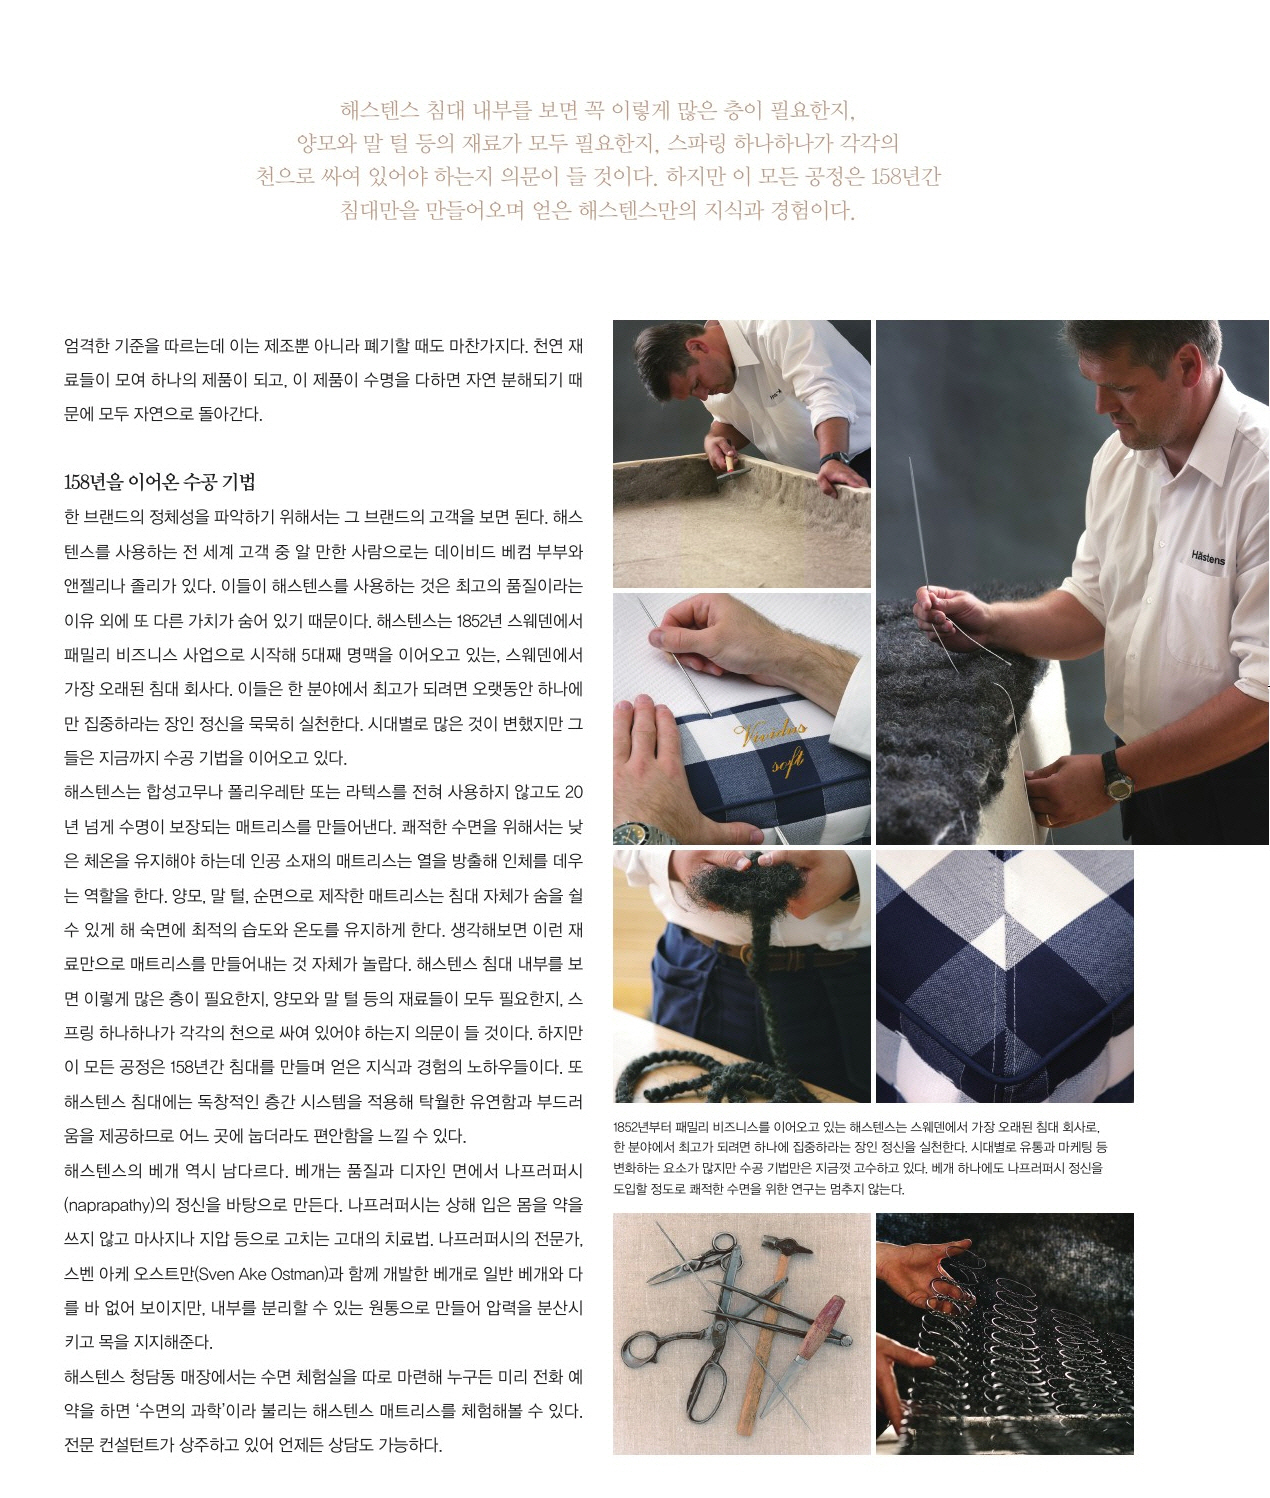 해스텐스 침대 내부를 보면 꼭 이렇게 많은 층이 필요한지,
양모와 말 털 등의 재료가 모두 필요한지, 스파링 하나하나가 각각의
천으로 싸여 있어야 하는지 의문이 들 것이다. 하지만 이 모든 공정은 158년간
침대만을 만들어오며 얻은 해스텐스만의 지식과 경험이다.
엄격한 기준을 따르는데 이는 제조뿐 아니라 폐기할 때도 마찬가지다. 천연 재
료들이 모여 하나의 제품이 되고, 이 제품이 수명을 다하면 자연 분해되기 때
문에 모두 자연으로 돌아간다.
158년을 이어온 수공 기법
한 브랜드의 정체성을 파악하기 위해서는 그 브랜드의 고객을 보면 된다. 해스
텐스를 사용하는 전 세계 고객 중 알 만한 사람으로는 데이비드 베컴 부부와
앤젤리나 졸리가 있다. 이들이 해스텐스를 사용하는 것은 최고의 품질이라는
이유 외에 또 다른 가치가 숨어 있기 때문이다. 해스텐스는 1852년 스웨덴에서
패밀리 비즈니스 사업으로 시작해 5대째 명맥을 이어오고 있는, 스웨덴에서
가장 오래된 침대 회사다. 이들은 한 분야에서 최고가 되려면 오랫동안 하나에
만 집중하라는 장인 정신을 묵묵히 실천한다. 시대별로 많은 것이 변했지만 그
들은 지금까지 수공 기법을 이어오고 있다.
해스텐스는 합성고무나 폴리우레탄 또는 라텍스를 전혀 사용하지 않고도 20
년 넘게 수명이 보장되는 매트리스를 만들어낸다. 쾌적한 수면을 위해서는 낮
은 체온을 유지해야 하는데 인공 소재의 매트리스는 열을 방출해 인체를 데우
는 역할을 한다. 양모, 말 털, 순면으로 제작한 매트리스는 침대 자체가 숨을 쉴
수 있게 해 숙면에 최적의 습도와 온도를 유지하게 한다. 생각해보면 이런 재
료만으로 매트리스를 만들어내는 것 자체가 놀랍다. 해스텐스 침대 내부를 보
면 이렇게 많은 층이 필요한지, 양모와 말 털 등의 재료들이 모두 필요한지, 스
프링 하나하나가 각각의 천으로 싸여 있어야 하는지 의문이 들 것이다. 하지만
이 모든 공정은 158년간 침대를 만들며 얻은 지식과 경험의 노하우들이다. 또
해스텐스 침대에는 독창적인 층간 시스템을 적용해 탁월한 유연함과 부드러
움을 제공하므로 어느 곳에 눕더라도 편안함을 느낄 수 있다.
해스텐스의 베개 역시 남다르다. 베개는 품질과 디자인 면에서 나프러퍼시
(naprapathy)의 정신을 바탕으로 만든다. 나프러퍼시는 상해 입은 몸을 약을
쓰지 않고 마사지나 지압 등으로 고치는 고대의 치료법. 나프러퍼시의 전문가,
스벤 아케 오스트만(Sven Ake Ostman)과 함께 개발한 베개로 일반 베개와 다
를 바 없어 보이지만, 내부를 분리할 수 있는 원통으로 만들어 압력을 분산시
키고 목을 지지해준다.
해스텐스 청담동 매장에서는 수면 체험실을 따로 마련해 누구든 미리 전화 예
약을 하면 ‘수면의 과학’이라 불리는 해스텐스 매트리스를 체험해볼 수 있다.
전문 컨설턴트가 상주하고 있어 언제든 상담도 가능하다.
Hästens
Vividus
soft
1852년부터 패밀리 비즈니스를 이어오고 있는 해스텐스는 스웨덴에서 가장 오래된 침대 회사로,
한 분야에서 최고가 되려면 하나에 집중하라는 장인 정신을 실천한다. 시대별로 유통과 마케팅 등
변화하는 요소가 많지만 수공 기법만은 지금껏 고수하고 있다. 베개 하나에도 나프러퍼시 정신을
도입할 정도로 쾌적한 수면을 위한 연구는 멈추지 않는다.